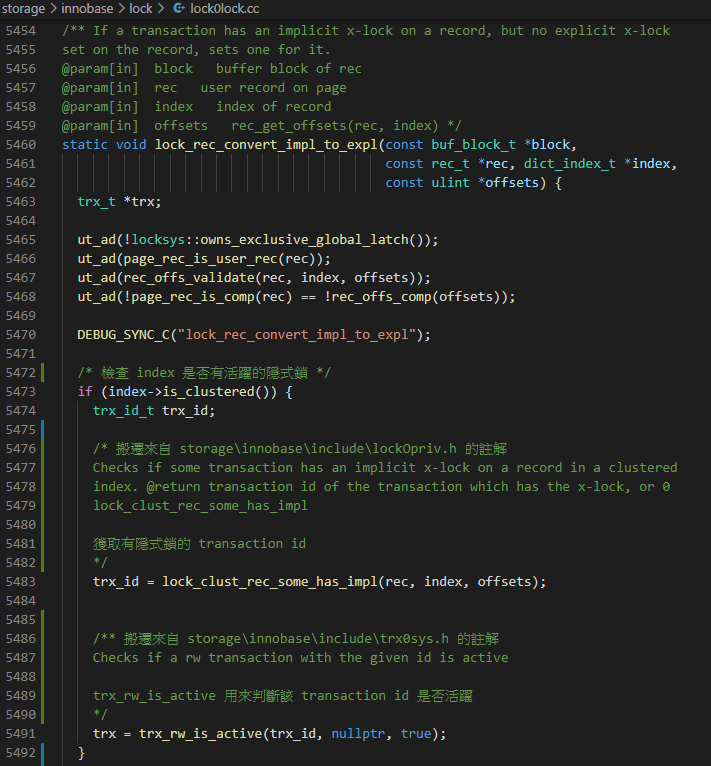 storage > innobase > lock > lock0lock.cc
5454 /** If a transaction has an implicit x-lock on a record, but no explicit x-lock
5455 set on the record, sets one for it.
5456 @param[in] block buffer block of rec
5457 @param[in] rec user record on page
5458 @param[in] index index of record
5459 @param[in] offsets rec_get_offsets(rec, index) */
5460 static void lock_rec_convert_impl_to_expl(const buf_block_t *block,
5461 const rec_t *rec, dict_index_t *index,
5462 const ulint *offsets) {
5463 trx_t *trx;
5464
5465 ut_ad(!locksys::owns_exclusive_global_latch());
5466 ut_ad(page_rec_is_user_rec(rec));
5467 ut_ad(rec_offs_validate(rec, index, offsets));
5468 ut_ad(!page_rec_is_comp(rec) == !rec_offs_comp(offsets));
5469
5470 DEBUG_SYNC_C("lock_rec_convert_impl_to_expl");
5471
5472 /* 檢查 index 是否有活躍的隱式鎖 */
5473 if (index->is_clustered()) {
5474 trx_id_t trx_id;
5475
5476 /* 搬遷來自 storage\innobase\include\lock0priv.h 的註解
5477 Checks if some transaction has an implicit x-lock on a record in a clustered
5478 index. @return transaction id of the transaction which has the x-lock, or 0
5479 lock_clust_rec_some_has_impl
5480
5481 獲取有隱式鎖的 transaction id
5482 */
5483 trx_id = lock_clust_rec_some_has_impl(rec, index, offsets);
5484
5485
5486 /** 搬遷來自 storage\innobase\include\trx0sys.h 的註解
5487 Checks if a rw transaction with the given id is active
5488
5489 trx_rw_is_active 用來判斷該 transaction id 是否活躍
5490 */
5491 trx = trx_rw_is_active(trx_id, nullptr, true);
5492 }